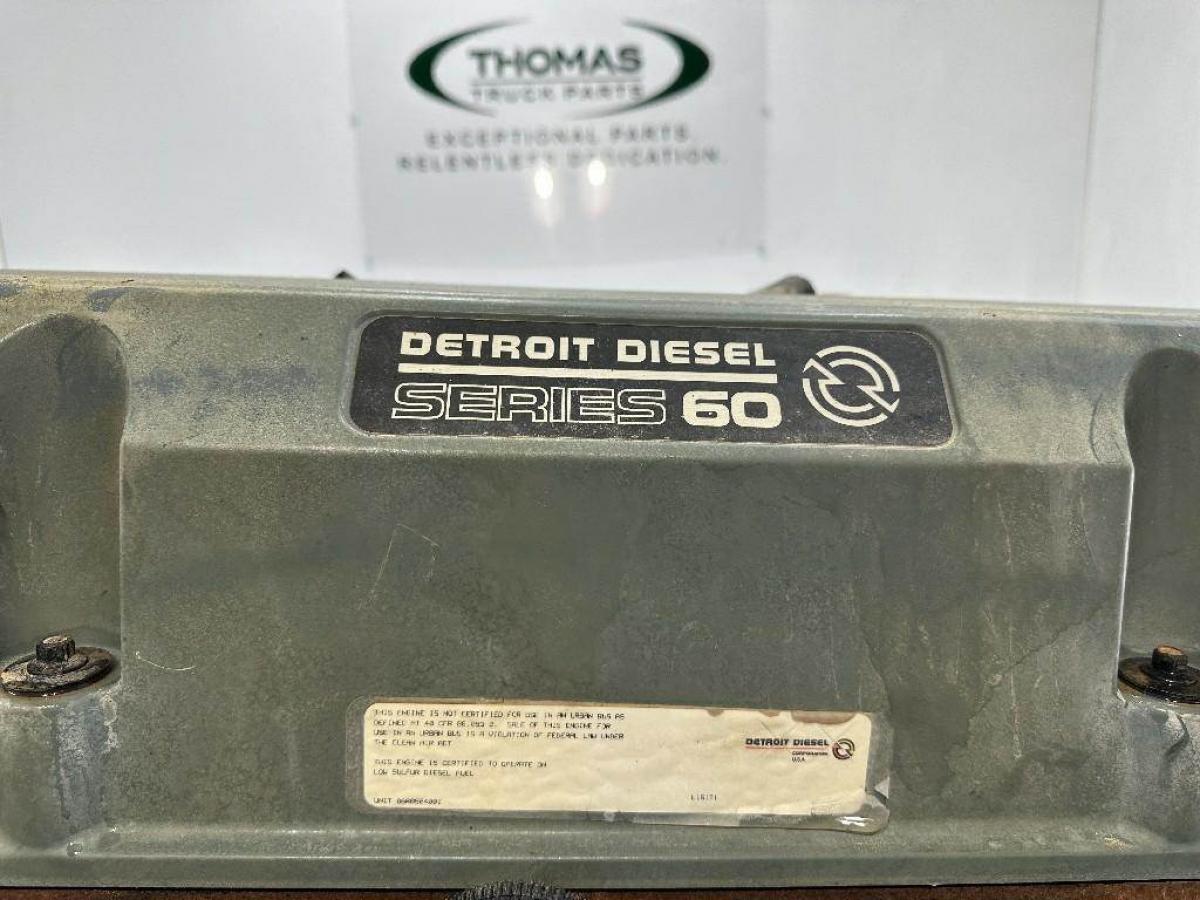 THOMAS
TRUCK PARTS
EXCEPTIONAL PARTS.
RELENTLESS DEDICATION.
DETROIT DIESEL
SERIES 60
THIS ENGINE IS NOT CERTIFIED FOR USE IN AN URBAN BUS AS
DEFINED AT 40 CFR 86.093 2. SALE OF THIS ENGINE FOR
USE IN AN URBAN BUS IS A VIOLATION OF FEDERAL LAW UNDER
THE CLEAN AIR ACT
THIS ENGINE IS CERTIFIED TO OPERATE ON
LOW SULFUR DIESEL FUEL
UNIT
DETROIT DIESEL
CORPORATION
U.S.A.